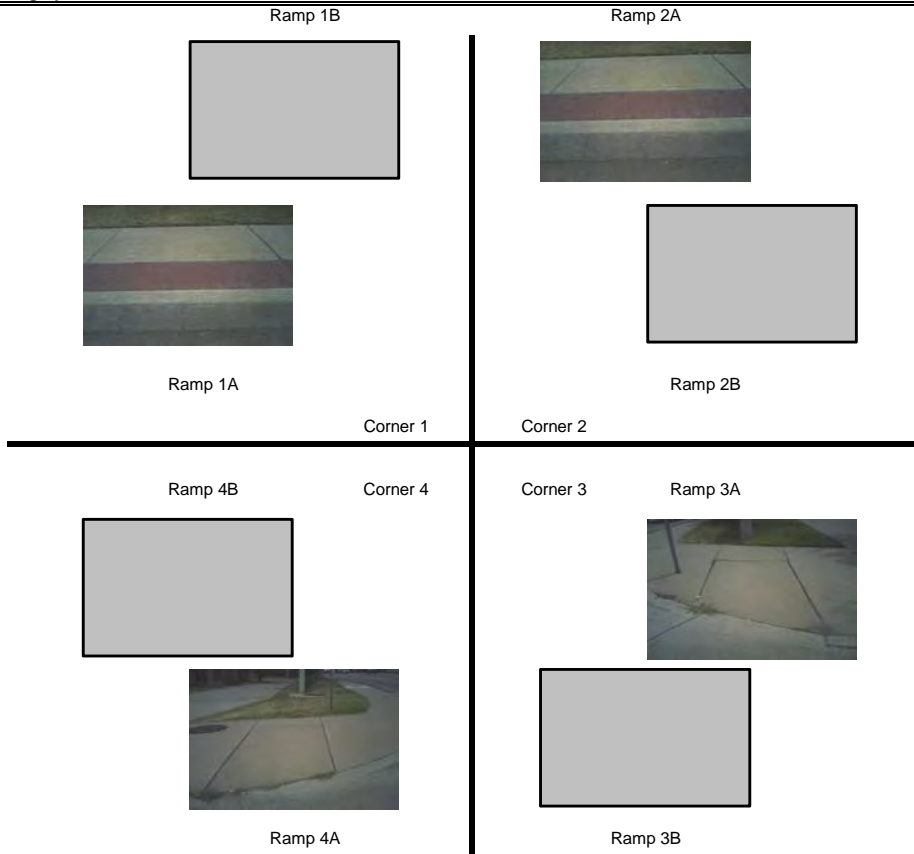 Ramp 1B
Ramp 2A
Ramp 1A
Ramp 2B
Corner 1
Corner 2
Ramp 4B
Corner 4
Corner 3
Ramp 3A
Ramp 4A
Ramp 3B